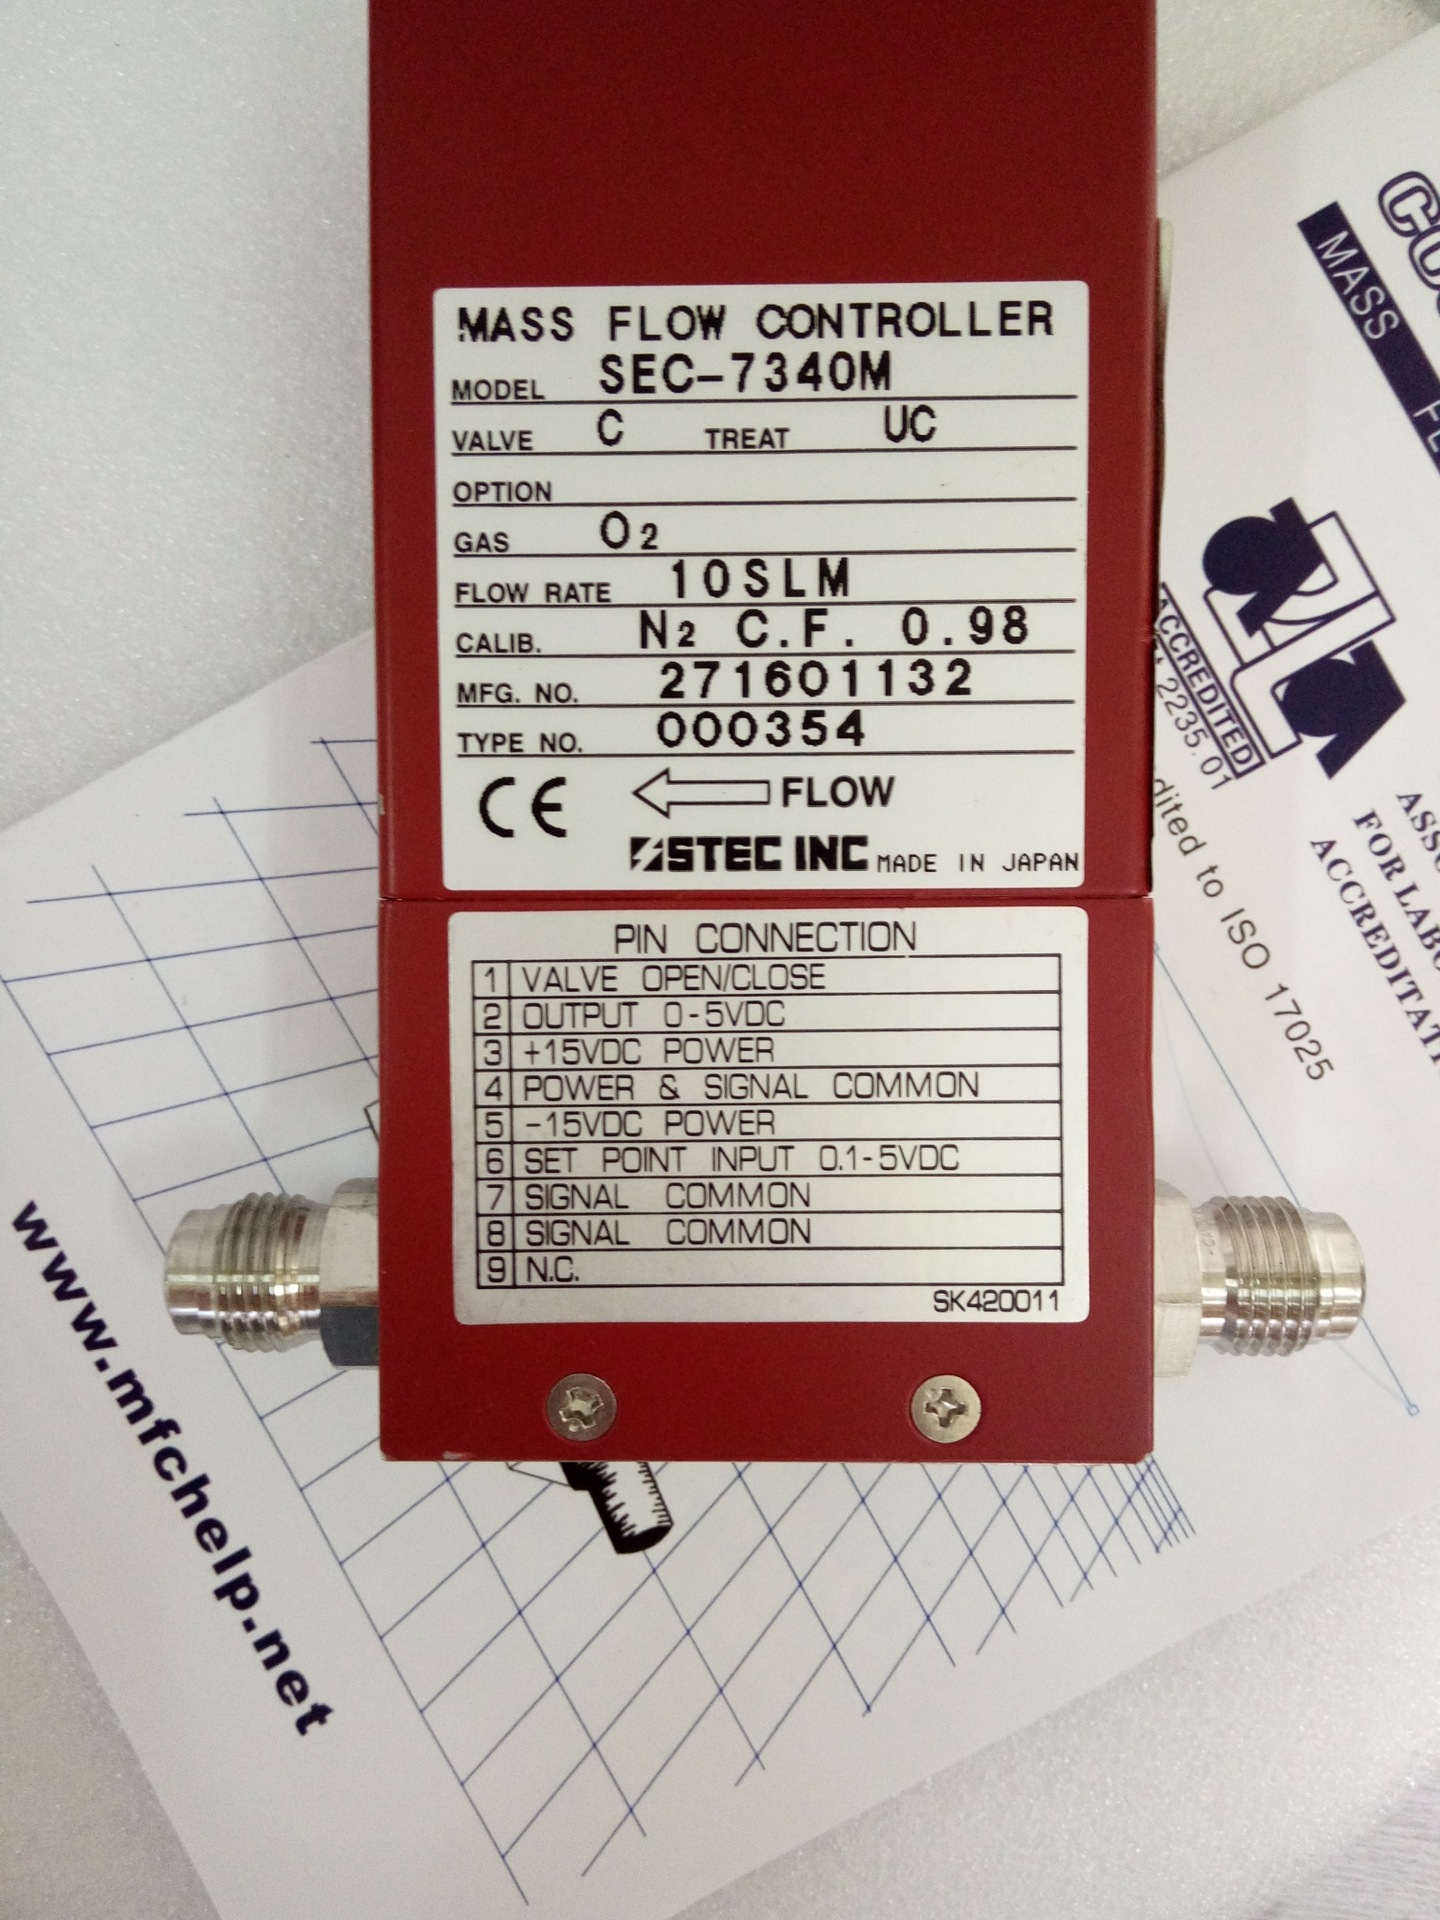 MASS FLOW CONTROLLER
MODEL SEC-7340M
VALVE C TREAT UC
OPTION
GAS O2
FLOW RATE 10SLM
CALIB. N2 C.F. 0.98
MFG. NO. 271601132
TYPE NO. 000354
CE FLOW
STEC INC MADE IN JAPAN
PIN CONNECTION
1 VALVE OPEN/CLOSE
2 OUTPUT 0-5VDC
3 +15VDC POWER
4 POWER & SIGNAL COMMON
5 -15VDC POWER
6 SET POINT INPUT 0.1-5VDC
7 SIGNAL COMMON
8 SIGNAL COMMON
9 N.C.
SK420011
www.mfchelp.net
MASS
ACCREDITED
2235.01
to ISO 17025
FOR